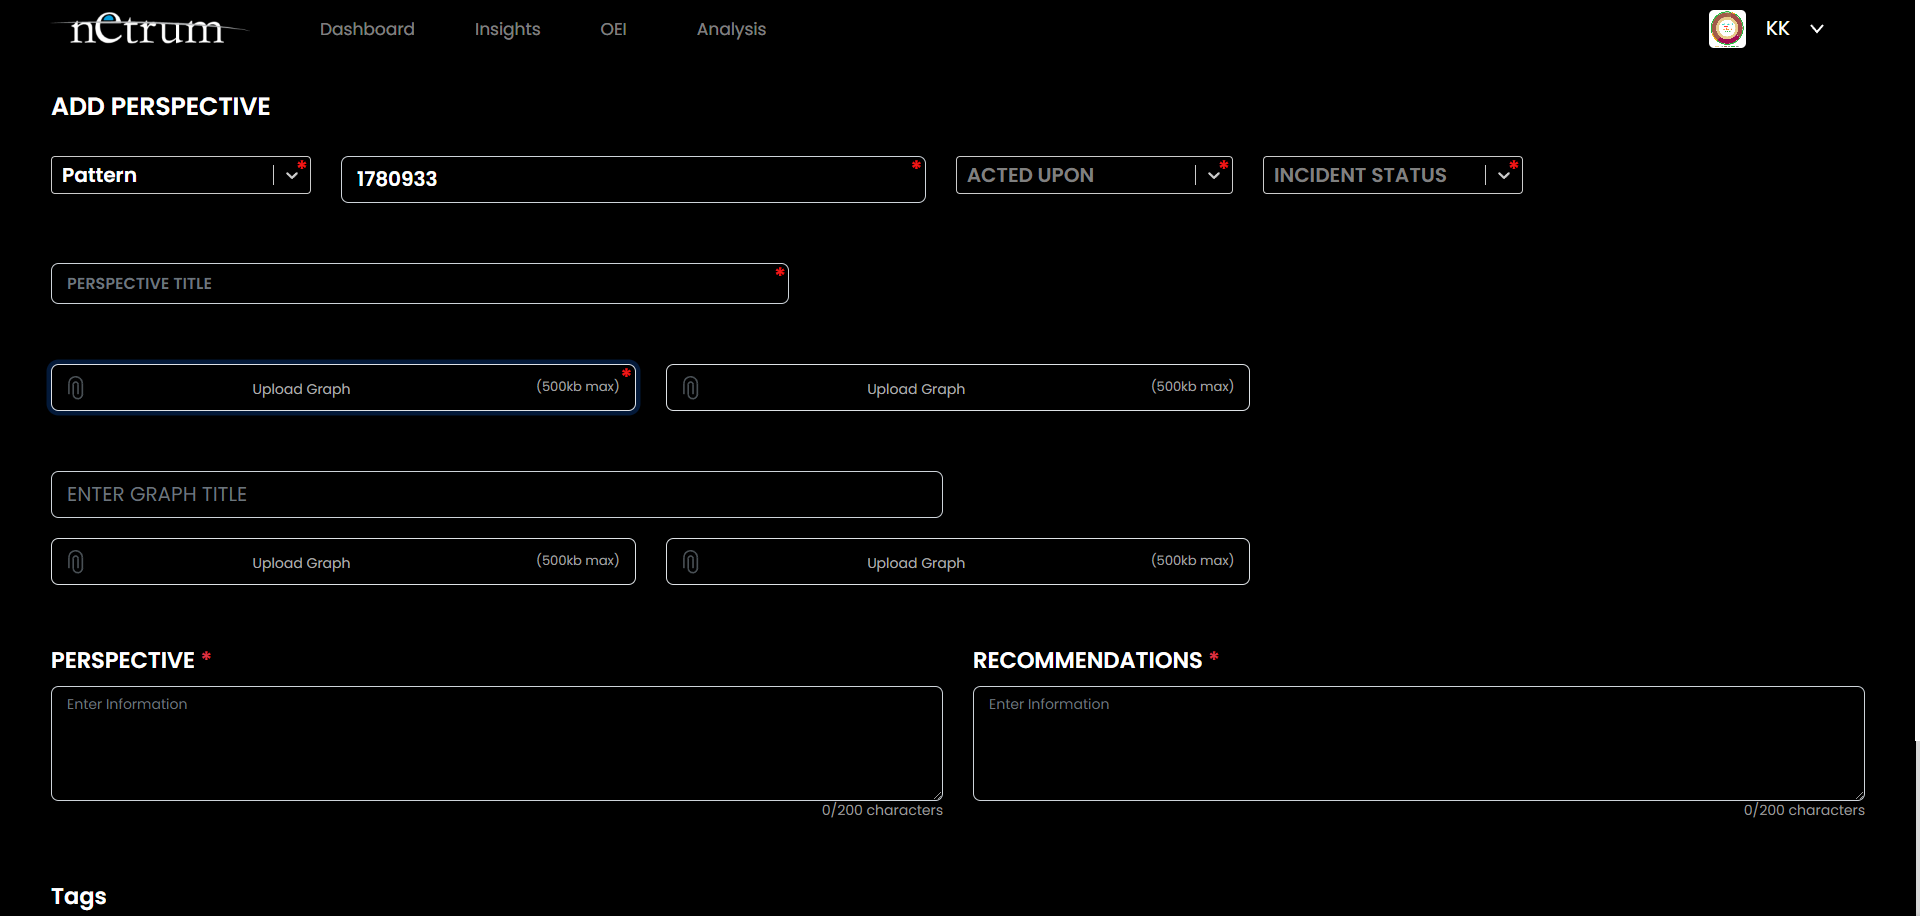 netrum Dashboard Insights OEI Analysis KK
ADD PERSPECTIVE
Pattern * 1780933 * ACTED UPON * INCIDENT STATUS *
PERSPECTIVE TITLE *
Upload Graph (500kb max) * Upload Graph (500kb max)
ENTER GRAPH TITLE
Upload Graph (500kb max) Upload Graph (500kb max)
PERSPECTIVE * RECOMMENDATIONS *
Enter Information Enter Information
0/200 characters 0/200 characters
Tags